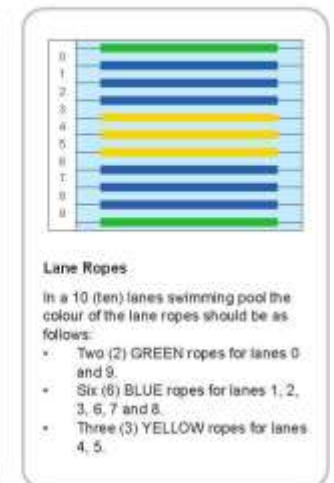 0
1
2
3
4
5
6
7
8
9
Lane Ropes
In a 10 (ten) lanes swimming pool the
colour of the lane ropes should be as
follows:
• Two (2) GREEN ropes for lanes 0
and 9.
• Six (6) BLUE ropes for lanes 1, 2,
3, 6, 7 and 8.
• Three (3) YELLOW ropes for lanes
4, 5.